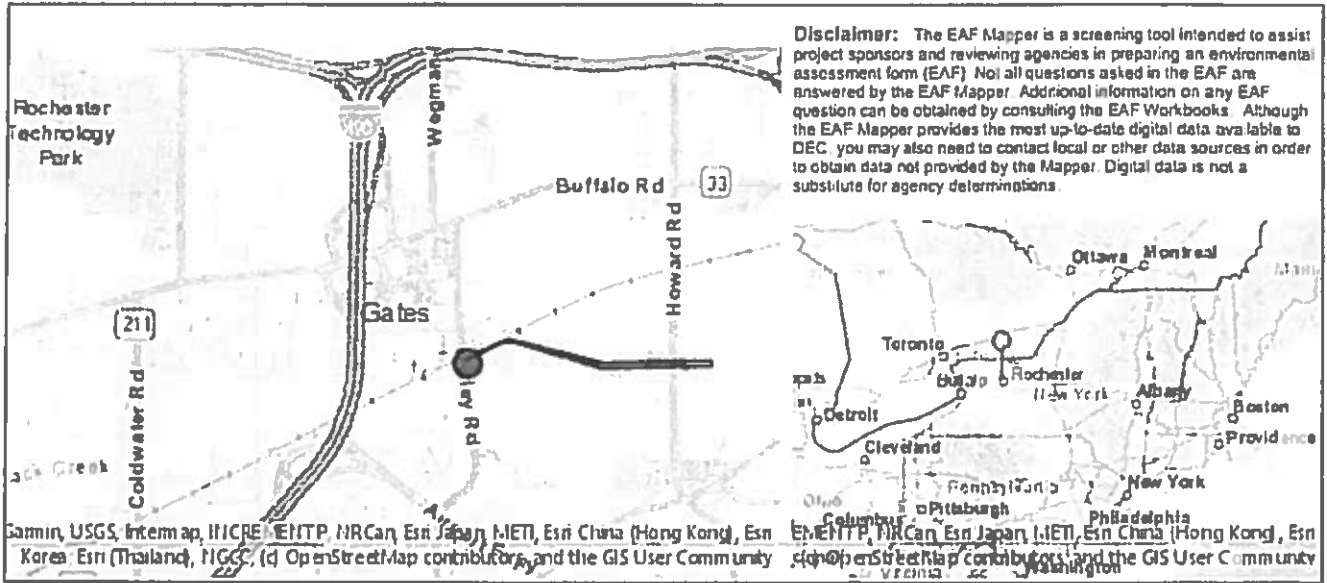 Disclaimer: The EAF Mapper is a screening tool intended to assist
project sponsors and reviewing agencies in preparing an environmental
assessment form (EAF) Not all questions asked in the EAF are
answered by the EAF Mapper. Additional information on any EAF
question can be obtained by consulting the EAF Workbooks. Although
the EAF Mapper provides the most up-to-date digital data available to
DEC, you may also need to contact local or other data sources in order
to obtain data not provided by the Mapper. Digital data is not a
substitute for agency determinations.
Rochester
Technology
Park
Buffalo Rd
33
Howard Rd
211
Gates
Coldwater Rd
Creek
Garmin, USGS, Intermap, INCREMENT P, NRCan, Esri Japan, METI, Esri China (Hong Kong), Esri
Korea, Esri (Thailand), NGCC, (c) OpenStreetMap contributors, and the GIS User Community
Ottawa
Montreal
Toronto
Buffalo
Rochester
New York
Albany
Detroit
Boston
Providence
Cleveland
Pennsylvania
New York
Pittsburgh
Columbus
Philadelphia
EMENT P, NRCan, Esri Japan, METI, Esri China (Hong Kong), Esri
(c) OpenStreetMap contributors, and the GIS User Community
Washington